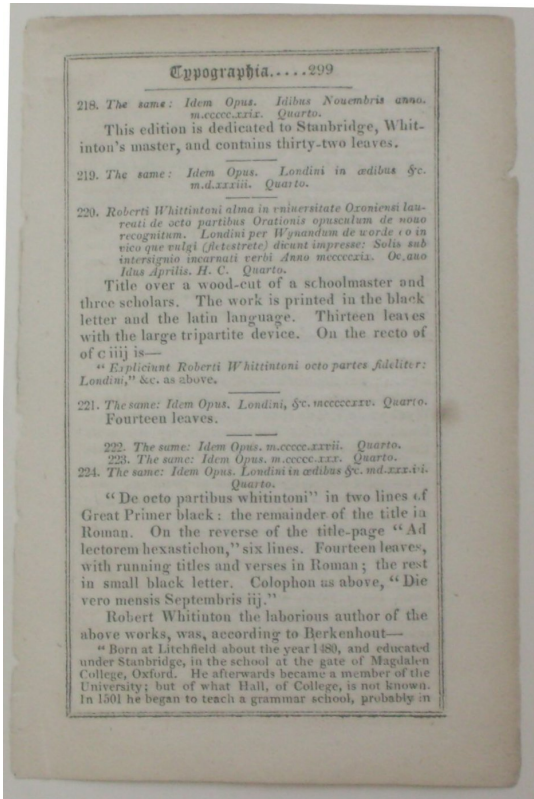 Typographia.....299
218. The same: Idem Opus. Idibus Nouembris anno.
m.ccccc.xxix. Quarto.
This edition is dedicated to Stanbridge, Whit-
inton's master, and contains thirty-two leaves.
219. The same: Idem Opus. Londini in ædibus &c.
m.d.xxxiii. Quarto.
220. Roberti Whittintoni alma in vniuersitate Oxoniensi lau-
reati de octo partibus Orationis opusculum de nouo
recognitum. Londini per Wynandum de worde in
vico que vulgi (fletestrete) dicunt impresse: Solis sub
intersignio incarnati verbi Anno mcccccxix. Octauo
Idus Aprilis. H. C. Quarto.
Title over a wood-cut of a schoolmaster and
three scholars. The work is printed in the black
letter and the latin language. Thirteen leaves
with the large tripartite device. On the recto of
of c iiij is—
"Expliciunt Roberti Whittintoni octo partes fideliter:
Londini," &c. as above.
221. The same: Idem Opus. London, &c. mcccccxxv. Quarto.
Fourteen leaves.
222. The same: Idem Opus. m.ccccc.xxvii. Quarto.
223. The same: Idem Opus. m.ccccc.xxx. Quarto.
224. The same: Idem Opus. Londini in ædibus &c.
Quarto.
"De octo partibus whitintoni" in two lines of
Great Primer black: the remainder of the title in
Roman. On the reverse of the title-page "Ad
lectorem hexastichon," six lines. Fourteen leaves,
with running titles and verses in Roman; the rest
in small black letter. Colophon as above, "Die
vero mensis Septembris iij."
Robert Whitinton the laborious author of the
above works, was, according to Berkenhout—
"Born at Litchfield about the year 1480, and educated
under Stanbridge, in the school at the gate of Magdalen
College, Oxford. He afterwards became a member of the
University; but of what Hall, of College, is not known.
In 1501 he began to teach a grammar school, probably in